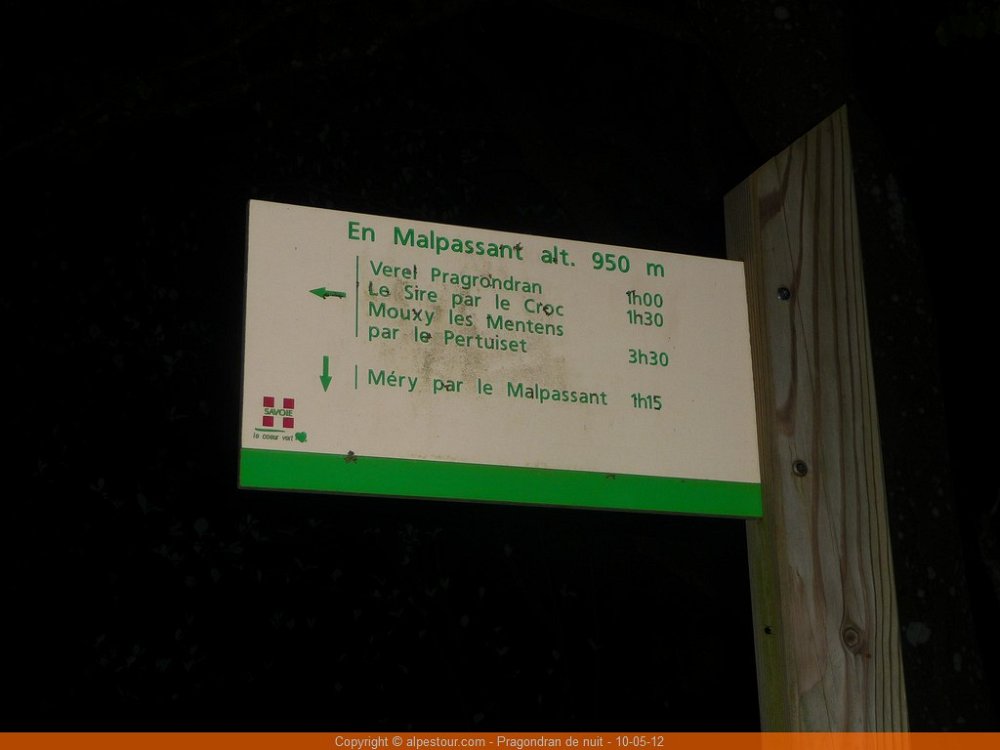 En Malpassant alt. 950 m
Verel Pragrondran 1h00
Le Sire par le Croc 1h30
Mouxy les Mentens
par le Pertuiset 3h30
Méry par le Malpassant 1h15
SAVOIE
le coeur vert
Copyright © alpestour.com - Pragondran de nuit - 10-05-12